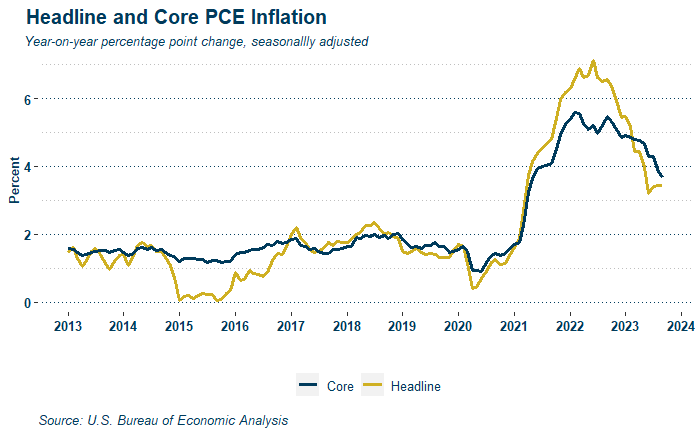 Headline and Core PCE Inflation
Year-on-year percentage point change, seasonallly adjusted
Percent
6
4
2
0
2013 2014 2015 2016 2017 2018 2019 2020 2021 2022 2023 2024
Core Headline
Source: U.S. Bureau of Economic Analysis